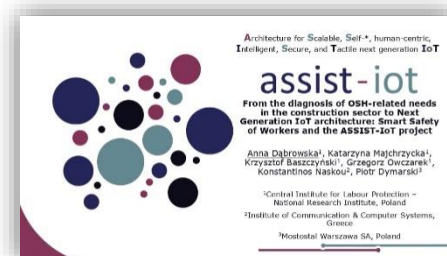 Architecture for Scalable, Self-*, human-centric,
Intelligent, Secure, and Tactile next generation IoT
assist-iot
From the diagnosis of OSH-related needs
in the construction sector to Next
Generation IoT architecture: Smart Safety
of Workers and the ASSIST-IoT project
Anna Dąbrowska¹, Katarzyna Majchrzycka¹,
Krzysztof Baszczyński¹, Grzegorz Owczarek¹,
Konstantinos Naskou², Piotr Dymarski³
¹Central Institute for Labour Protection –
National Research Institute, Poland
²Institute of Communication & Computer Systems,
Greece
³Mostostal Warszawa SA, Poland